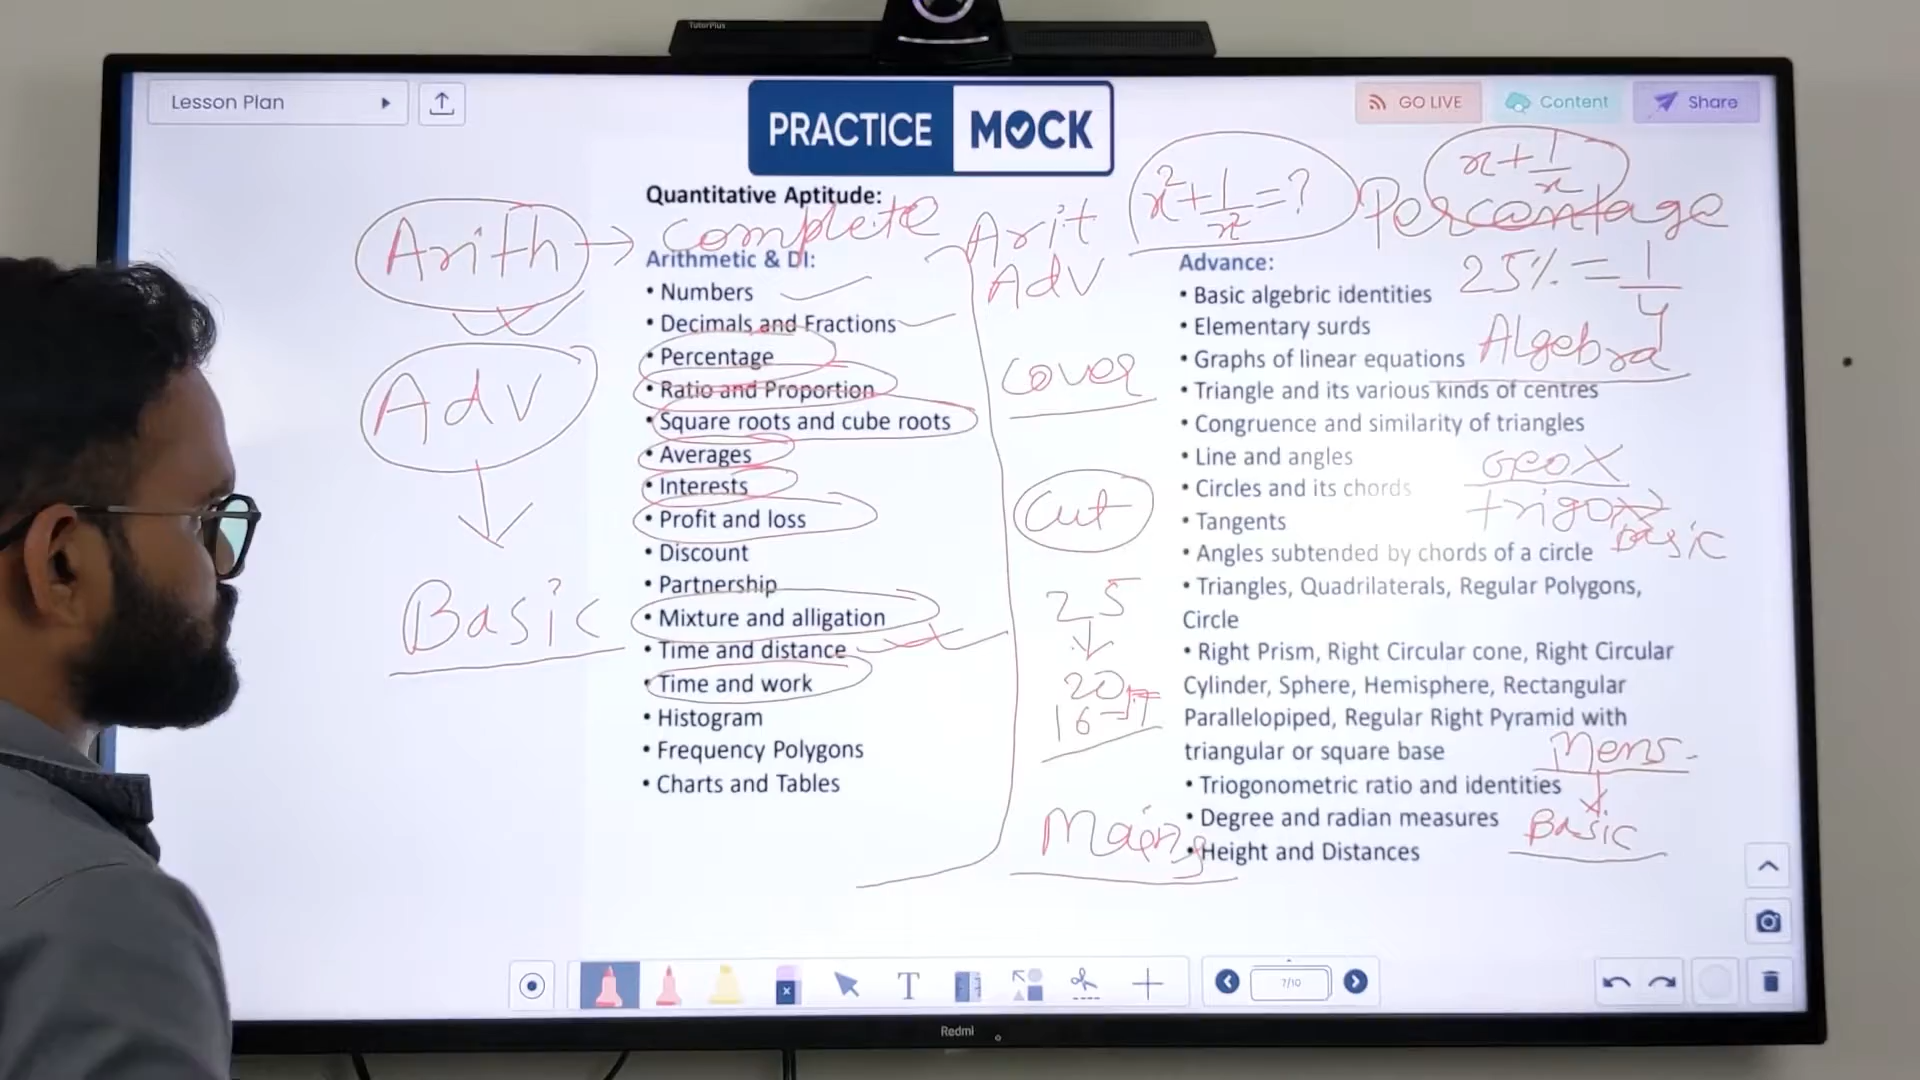 TutorPlus
Lesson Plan
PRACTICE MOCK
GO LIVE
Content
Share
Quantitative Aptitude:
Arith → Complete
Arit
Adv
x² + 1/x² = ?
x + 1/x
Percentage
25% = 1/4
Arithmetic & DI:
• Numbers
• Decimals and Fractions
• Percentage
• Ratio and Proportion
• Square roots and cube roots
• Averages
• Interests
• Profit and loss
• Discount
• Partnership
• Mixture and alligation
• Time and distance
• Time and work
• Histogram
• Frequency Polygons
• Charts and Tables
Adv
Basic
Cover
Cut
25
20
16-17
Mains
Advance:
• Basic algebric identities
• Elementary surds
• Graphs of linear equations
Algebra
• Triangle and its various kinds of centres
• Congruence and similarity of triangles
• Line and angles
Geo X
• Circles and its chords
trigo
• Tangents
Basic
• Angles subtended by chords of a circle
• Triangles, Quadrilaterals, Regular Polygons,
Circle
• Right Prism, Right Circular cone, Right Circular
Cylinder, Sphere, Hemisphere, Rectangular
Parallelopiped, Regular Right Pyramid with
triangular or square base
Mens -
• Triogonometric ratio and identities
• Degree and radian measures
Basic
• Height and Distances
T
7/10
Redmi